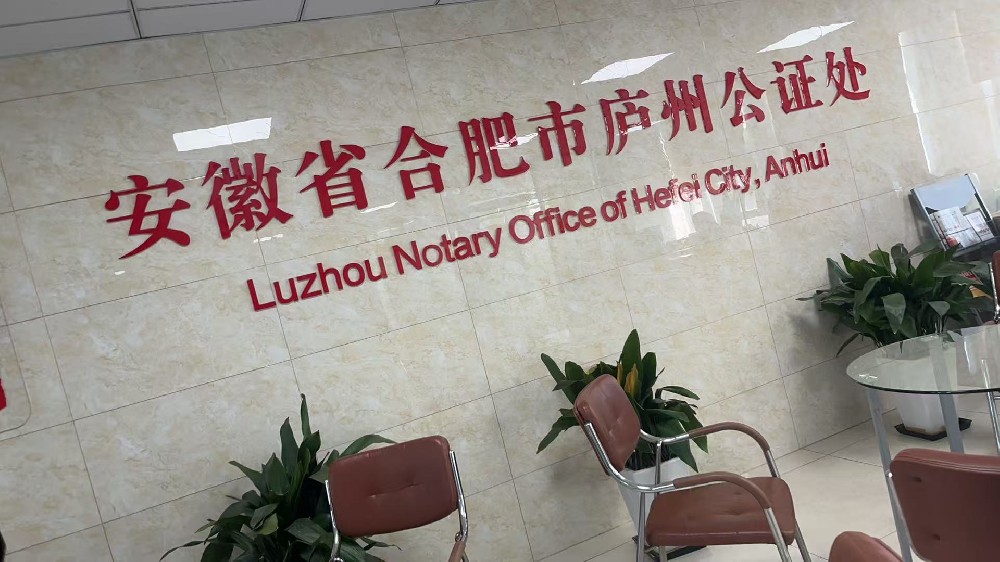 安徽省合肥市庐州公证处
Luzhou Notary Office of Hefei City, Anhui